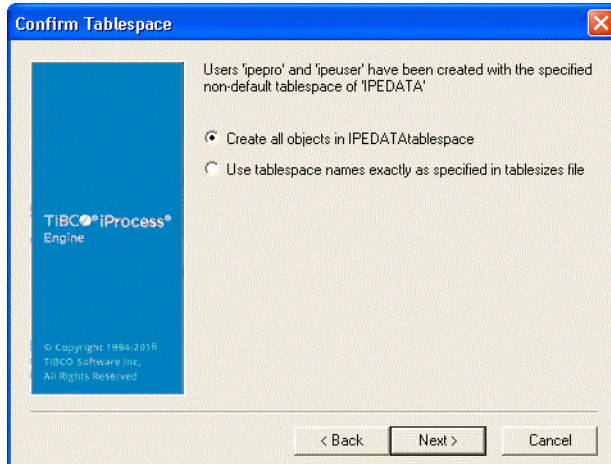 Confirm Tablespace
Users 'ipepro' and 'ipeuser' have been created with the specified
non-default tablespace of 'IPEDATA'
Create all objects in IPEDATAtablespace
Use tablespace names exactly as specified in tablesizes file
TIBCO® iProcess®
Engine
© Copyright 1994-2016
TIBCO Software Inc,
All Rights Reserved
< Back
Next >
Cancel